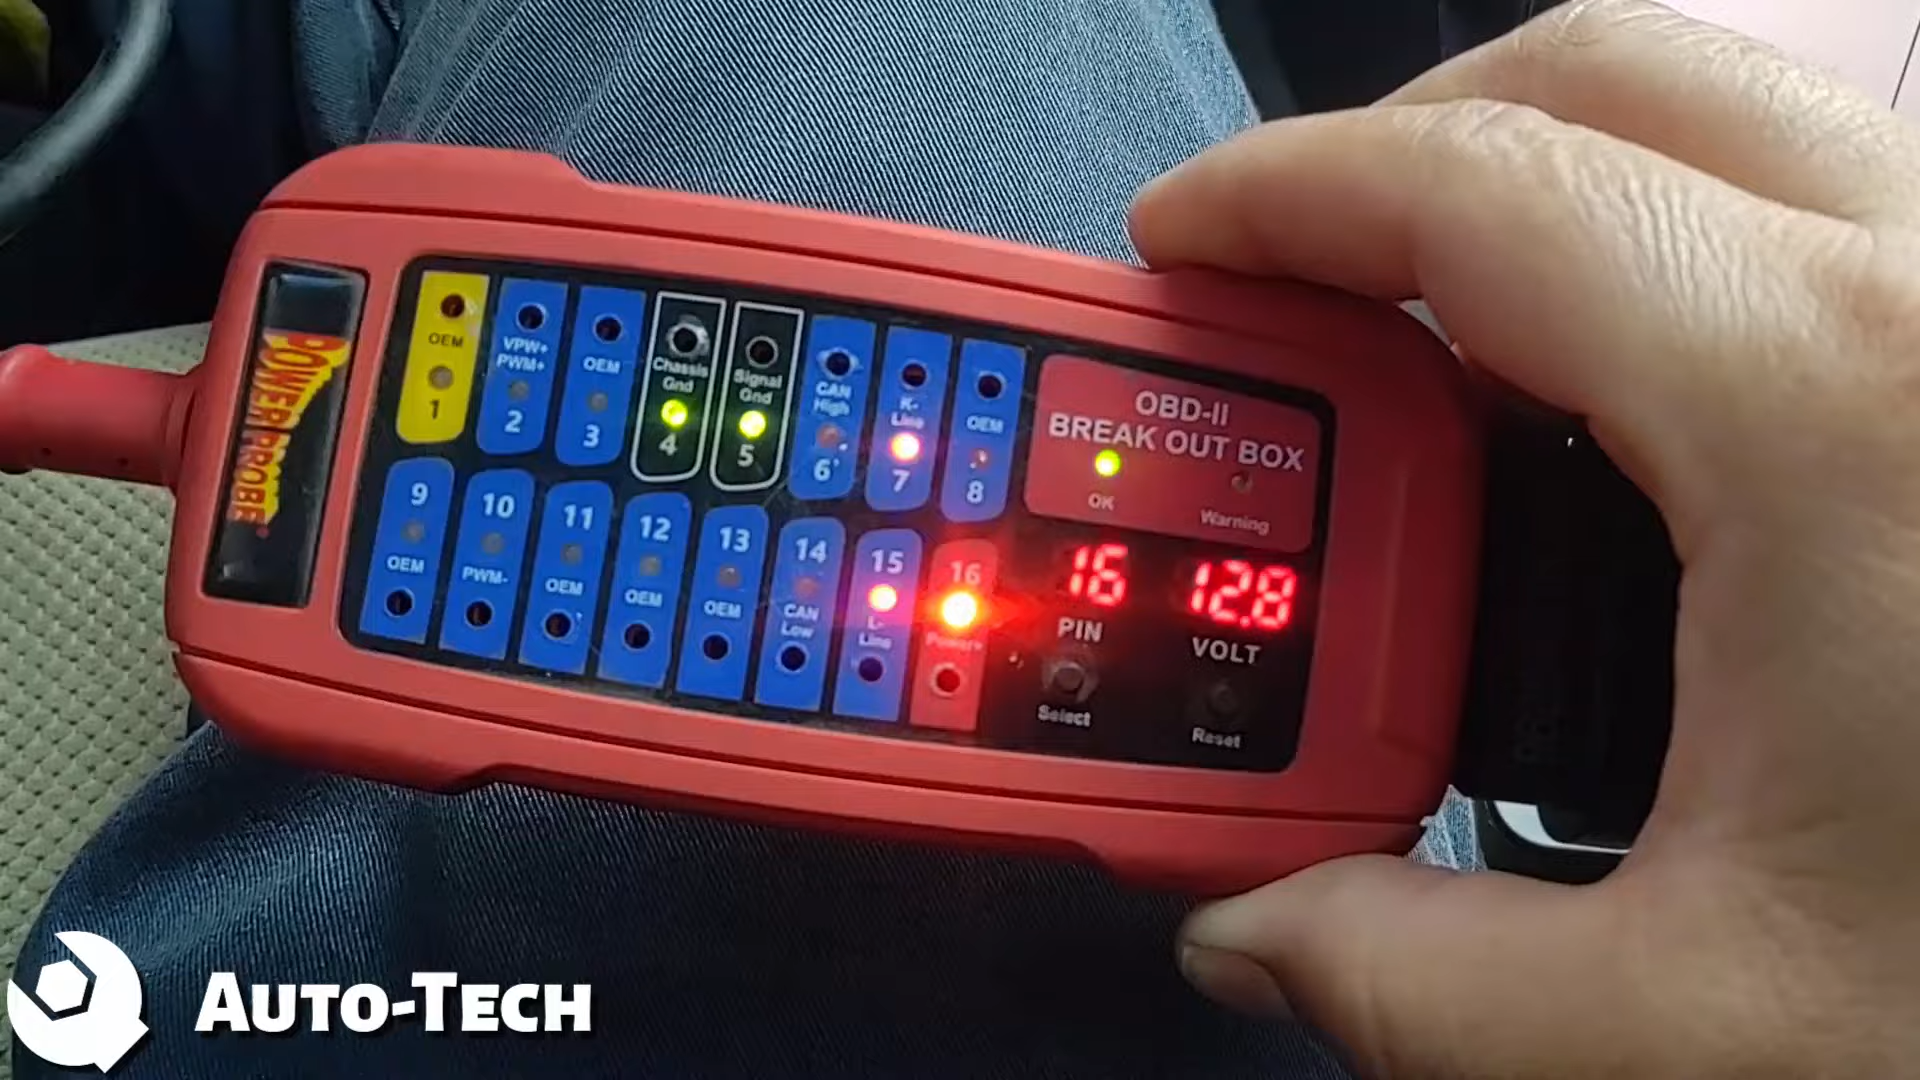 POWER PROBE
OEM
1
VPW+
PWM+
2
OEM
3
Chassis
Gnd
4
Signal
Gnd
5
CAN
High
6
K-
Line
7
OEM
8
9
OEM
10
PWM-
11
OEM
12
OEM
13
OEM
14
CAN
Low
15
L-
Line
16
Power+
OBD-II
BREAK OUT BOX
OK
Warning
16
PIN
Select
12.8
VOLT
Reset
AUTO-TECH